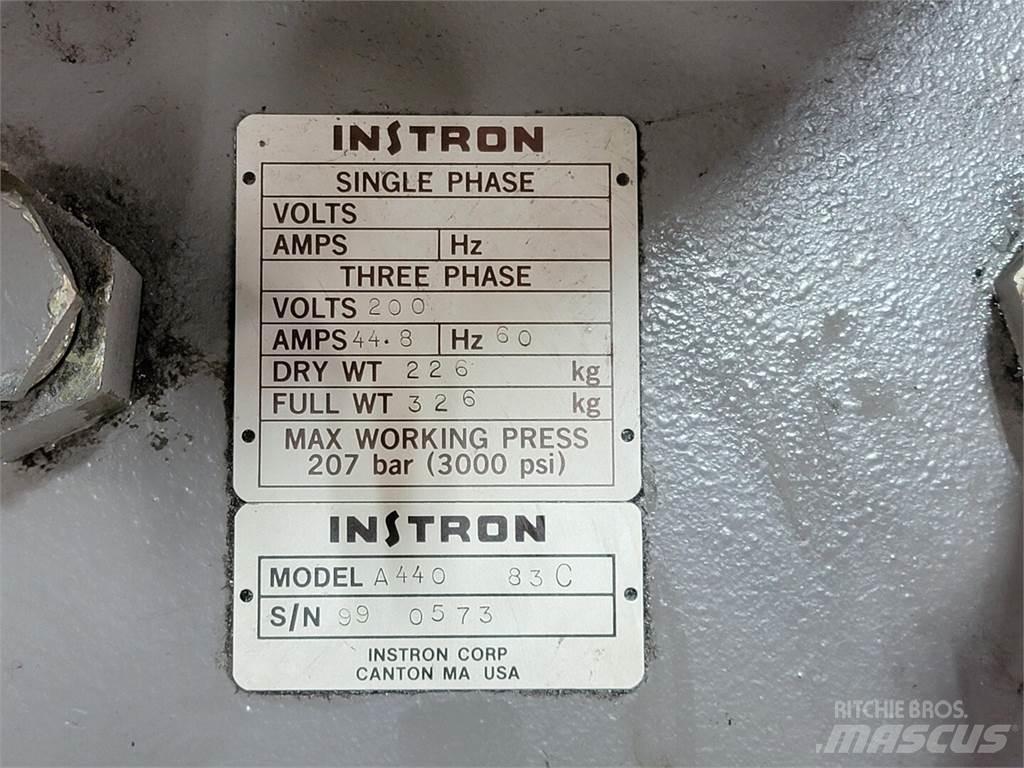 INSTRON
SINGLE PHASE
VOLTS
AMPS Hz
THREE PHASE
VOLTS 200
AMPS 44.8 Hz 60
DRY WT 226 kg
FULL WT 326 kg
MAX WORKING PRESS
207 bar (3000 psi)
INSTRON
MODEL A440 83C
S/N 99 0573
INSTRON CORP
CANTON MA USA
RITCHIE BROS.
MASCUS